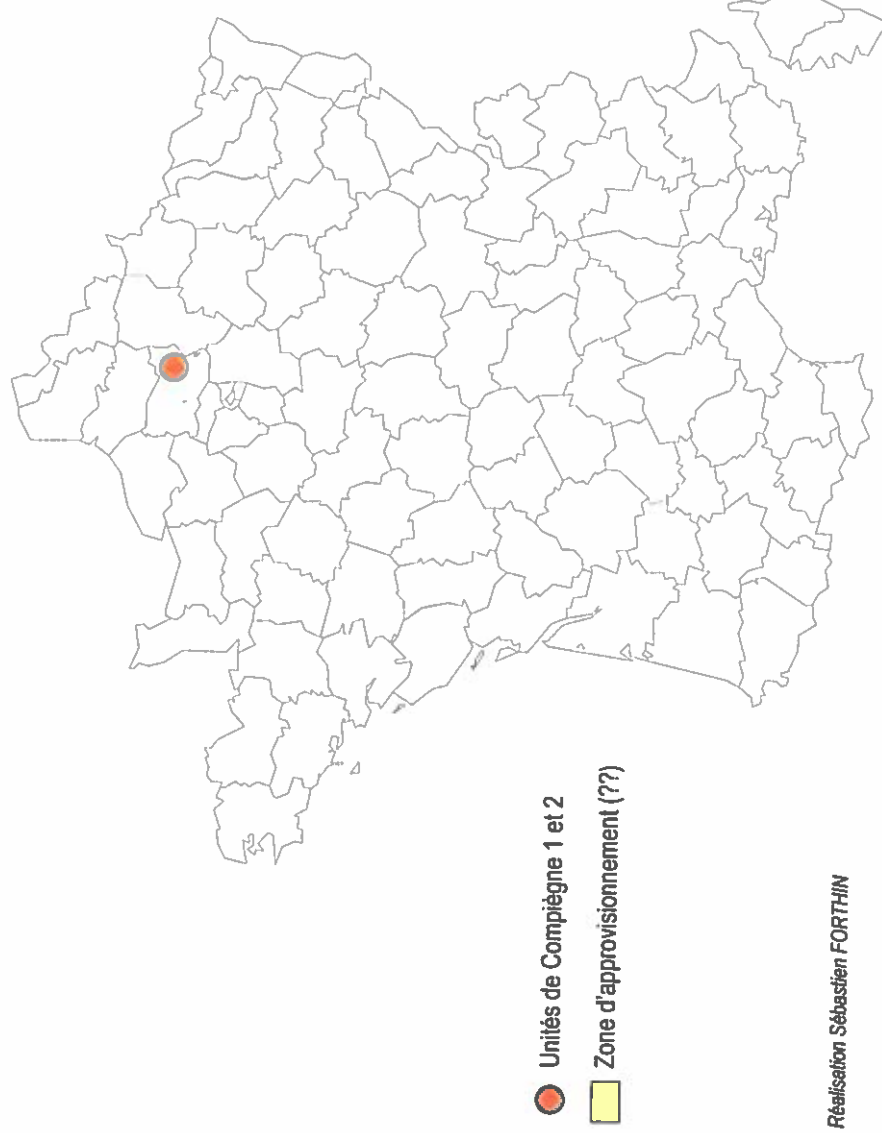 Unités de Compiègne 1 et 2
Zone d'approvisionnement (??)
Réalisation Sébastien FORTHIN